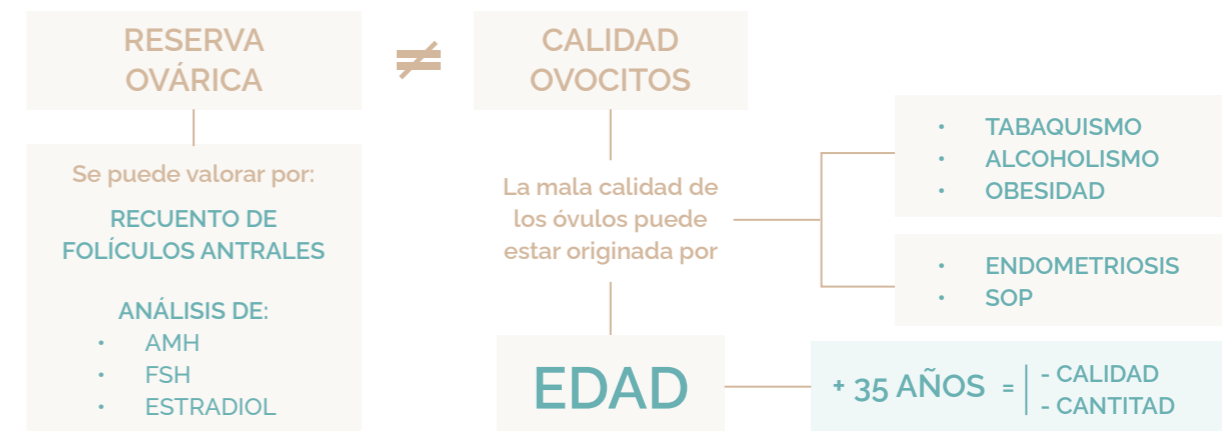 RESERVA
OVÁRICA
≠
CALIDAD
OVOCITOS
Se puede valorar por:
RECUENTO DE
FOLÍCULOS ANTRALES
ANÁLISIS DE:
• AMH
• FSH
• ESTRADIOL
La mala calidad de
los óvulos puede
estar originada por
• TABAQUISMO
• ALCOHOLISMO
• OBESIDAD
• ENDOMETRIOSIS
• SOP
EDAD
+ 35 AÑOS =
- CALIDAD
- CANTITAD